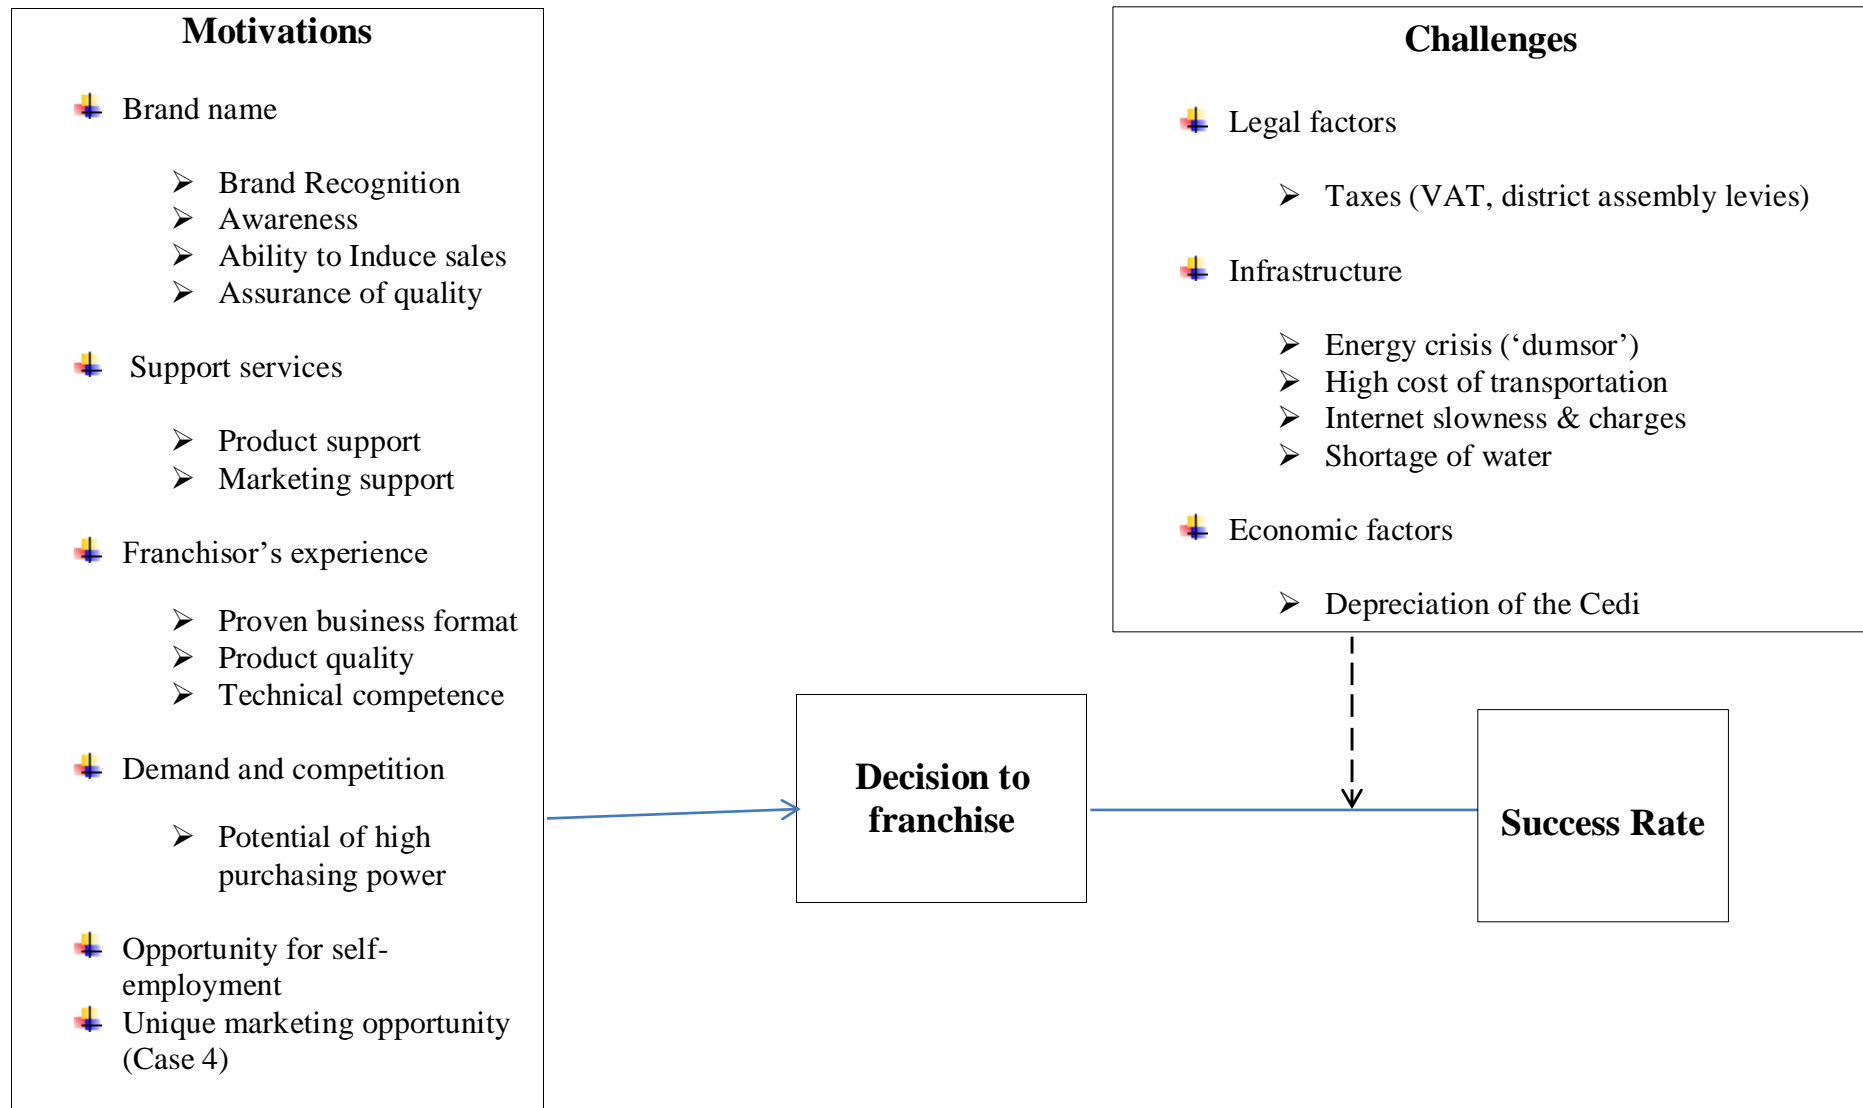 Motivations
Brand name
Brand Recognition
Awareness
Ability to Induce sales
Assurance of quality
Support services
Product support
Marketing support
Franchisor’s experience
Proven business format
Product quality
Technical competence
Demand and competition
Potential of high
purchasing power
Opportunity for self-
employment
Unique marketing opportunity
(Case 4)
Decision to
franchise
Challenges
Legal factors
Taxes (VAT, district assembly levies)
Infrastructure
Energy crisis (‘dumsor’)
High cost of transportation
Internet slowness & charges
Shortage of water
Economic factors
Depreciation of the Cedi
Success Rate